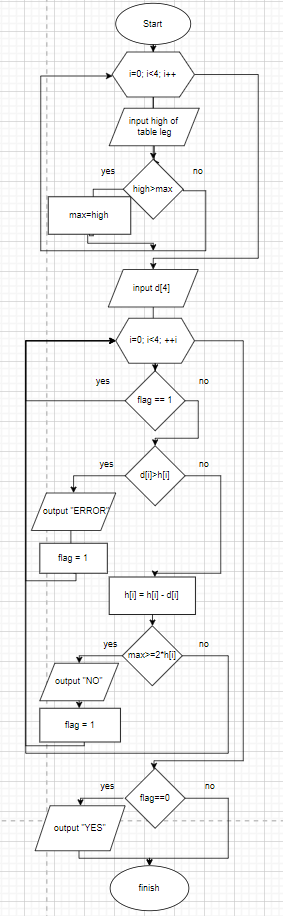 Start
i=0; i<4; i++
input high of
table leg
yes
no
high>max
max=high
input d[4]
i=0; i<4; ++i
yes
no
flag == 1
yes
no
d[i]>h[i]
output "ERROR"
flag = 1
h[i] = h[i] - d[i]
yes
no
max>=2*h[i]
output "NO"
flag = 1
yes
no
flag==0
output "YES"
finish